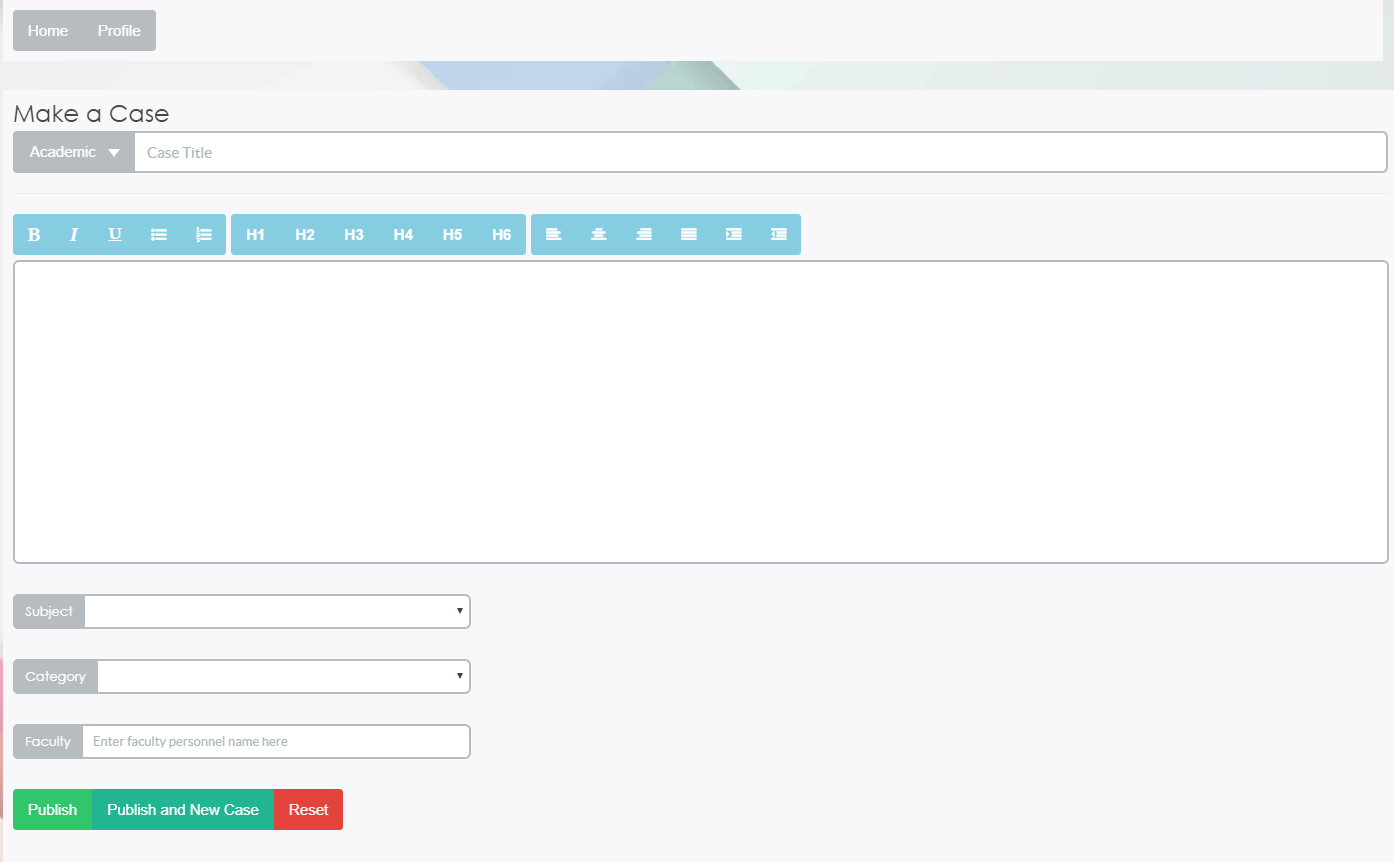 Home Profile
Make a Case
Academic Case Title
B I U H1 H2 H3 H4 H5 H6
Subject
Category
Faculty Enter faculty personnel name here
Publish Publish and New Case Reset